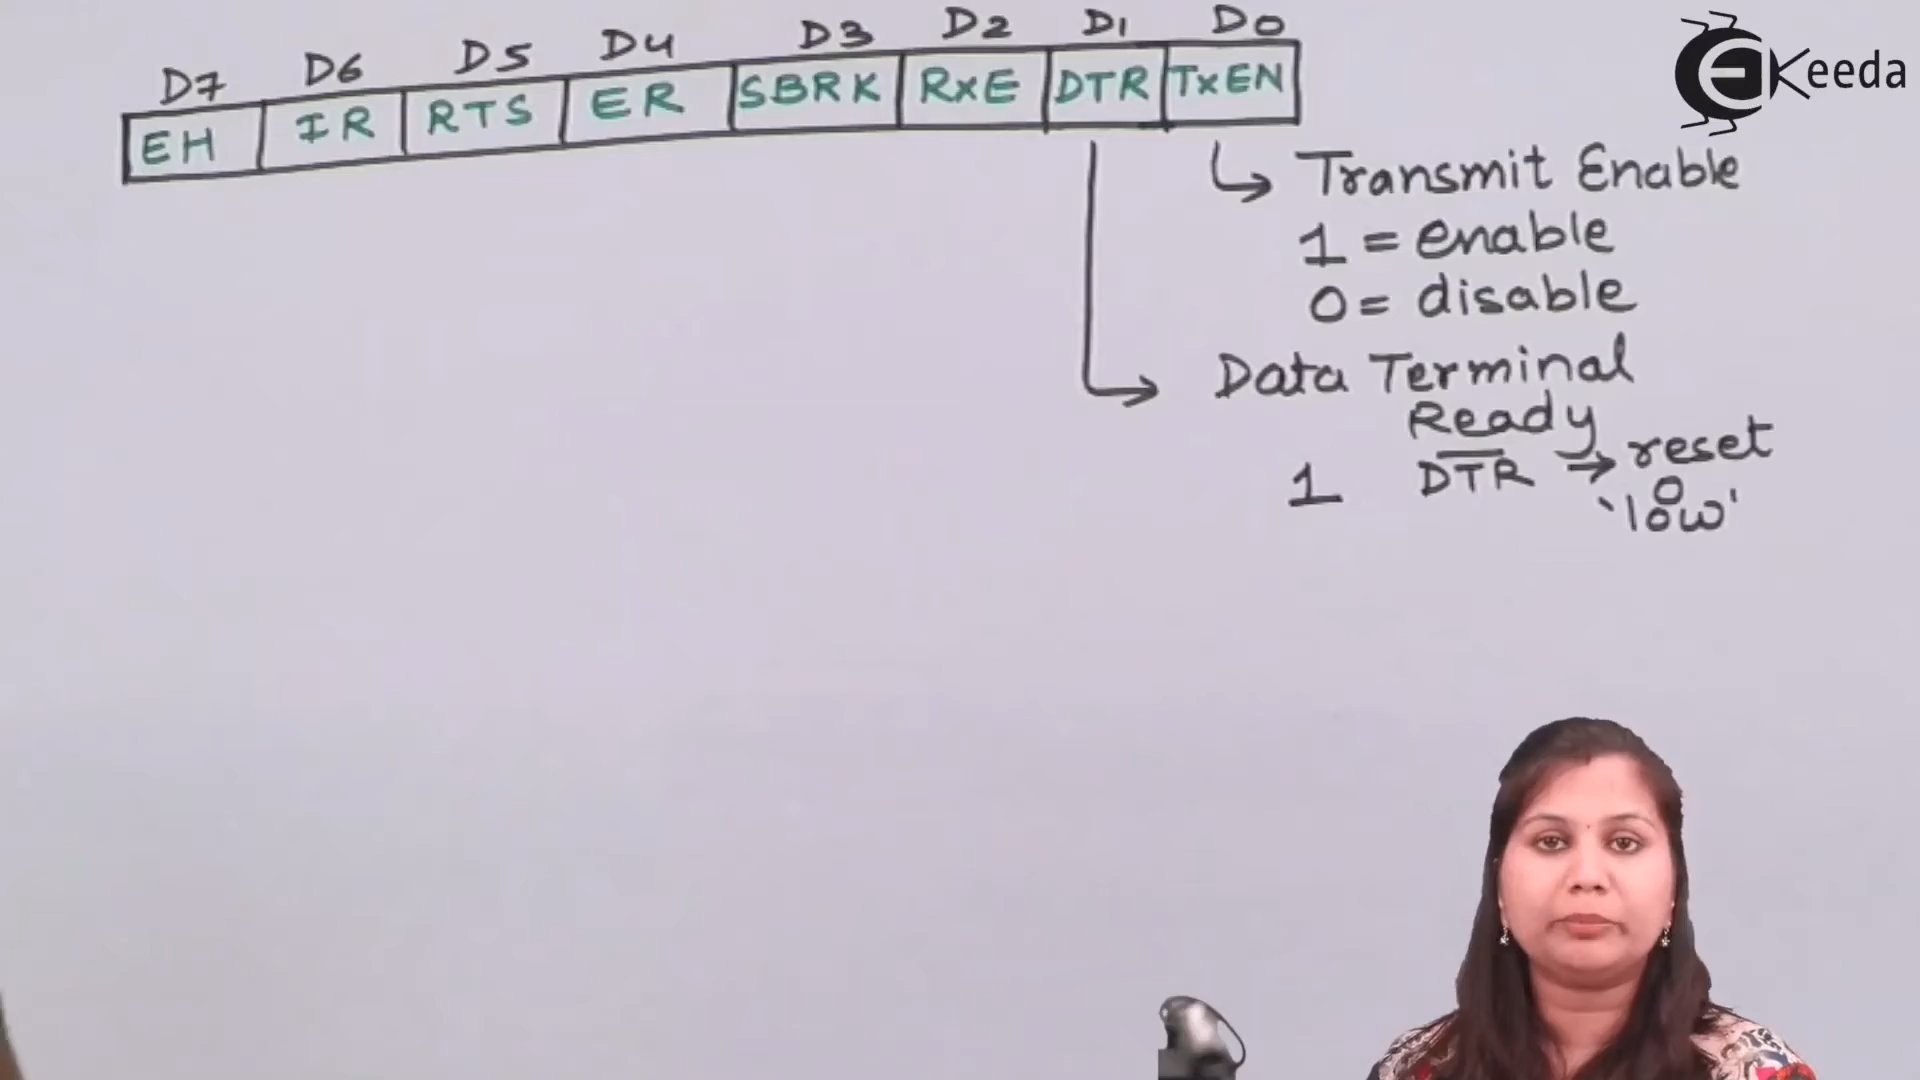 D7 D6 D5 D4 D3 D2 D1 D0
EH IR RTS ER SBRK RxE DTR TxEN
EKeeda
Transmit Enable
1 = enable
0 = disable
Data Terminal
Ready
1 DTR → reset
0
'low'